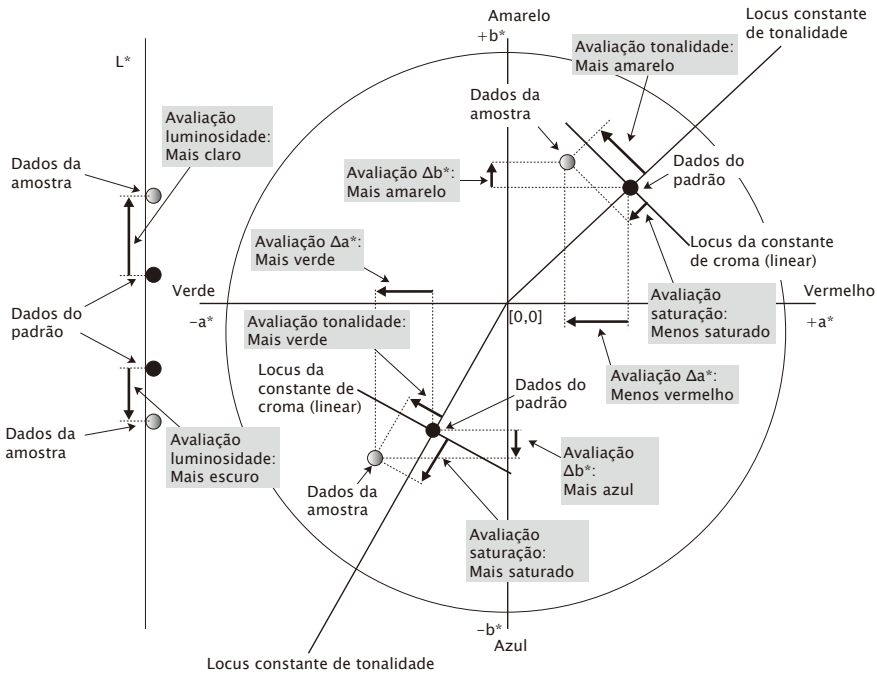 Amarelo
+b*
Locus constante
de tonalidade
L*
Avaliação tonalidade:
Mais amarelo
Dados da
amostra
Avaliação
luminosidade:
Mais claro
Dados da
amostra
Avaliação Δb*:
Mais amarelo
Dados do
padrão
Avaliação Δa*:
Mais verde
Locus da constante
de croma (linear)
Verde
−a*
[0,0]
Vermelho
+a*
Avaliação
saturação:
Menos saturado
Dados do
padrão
Avaliação tonalidade:
Mais verde
Locus da
constante de
croma (linear)
Avaliação Δa*:
Menos vermelho
Dados do
padrão
Dados da
amostra
Avaliação
luminosidade:
Mais escuro
Avaliação
Δb*:
Mais azul
Dados da
amostra
Avaliação
saturação:
Mais saturado
−b*
Azul
Locus constante de tonalidade